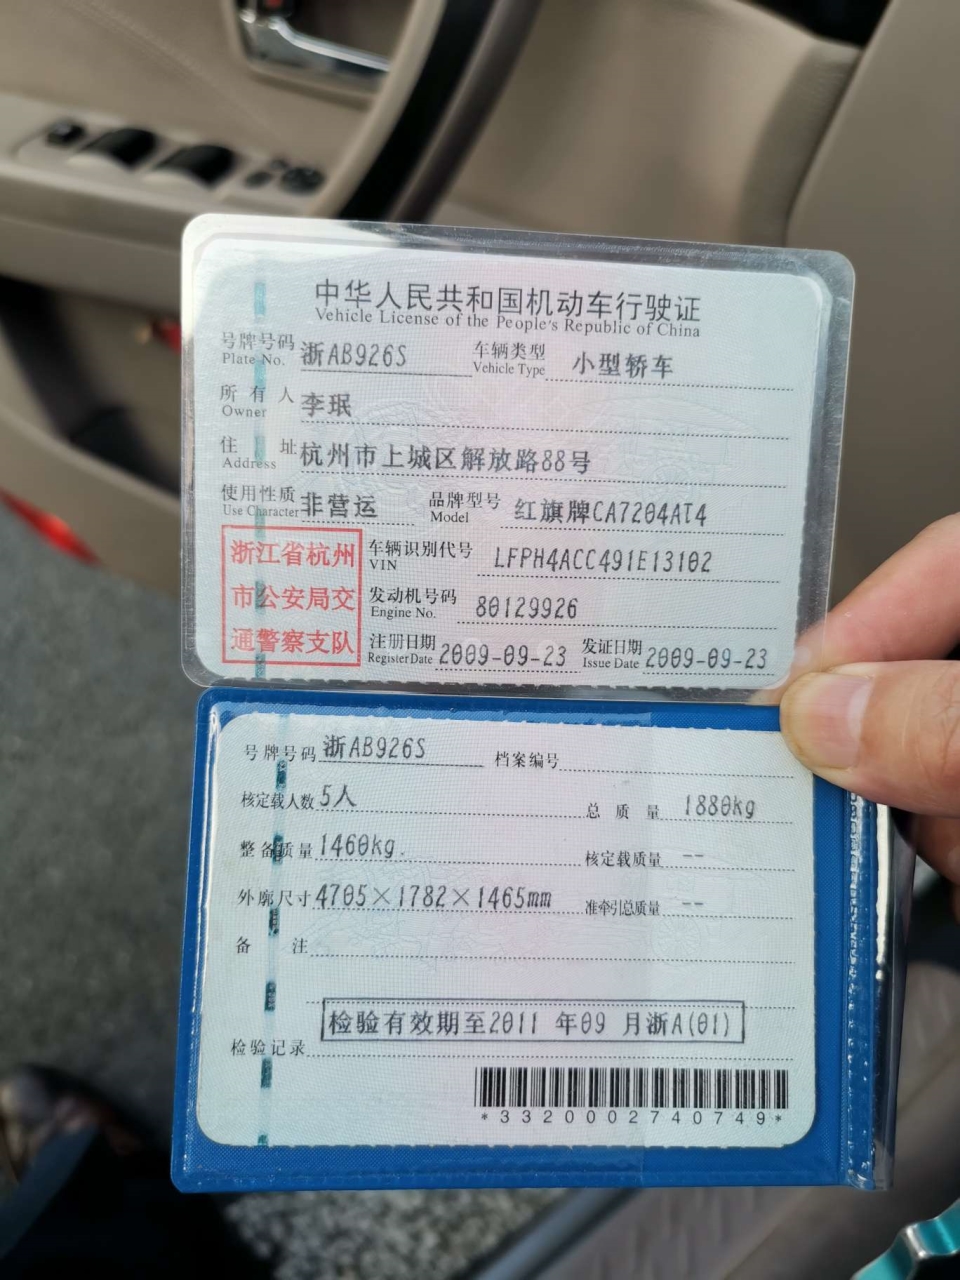 中华人民共和国机动车行驶证
Vehicle License of the People's Republic of China
号牌号码 浙AB926S 车辆类型 小型轿车
Plate No. Vehicle Type
所有人 李珉
Owner
住址 杭州市上城区解放路88号
Address
使用性质 非营运 品牌型号 红旗牌CA7204AT4
Use Character Model
浙江省杭州
市公安局交
通警察支队
车辆识别代号 LFPH4ACC491E13102
VIN
发动机号码 80129926
Engine No.
注册日期 2009-09-23 发证日期 2009-09-23
Register Date Issue Date
号牌号码 浙AB926S 档案编号
核定载人数 5人 总质量 1880kg
整备质量 1460kg. 核定载质量 --
外廓尺寸 4705×1782×1465mm 准牵引总质量 --
备注
检验有效期至2011 年09 月浙A(01)
检验记录
*3320002740749*